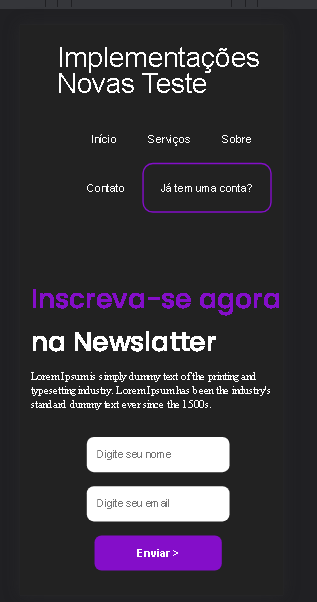 Implementações
Novas Teste
Início Serviços Sobre
Contato Já tem uma conta?
Inscreva-se agora
na Newslatter
Lorem Ipsum is simply dummy text of the printing and
typesetting industry. Lorem Ipsum has been the industry's
standard dummy text ever since the 1500s.
Digite seu nome
Digite seu email
Enviar >